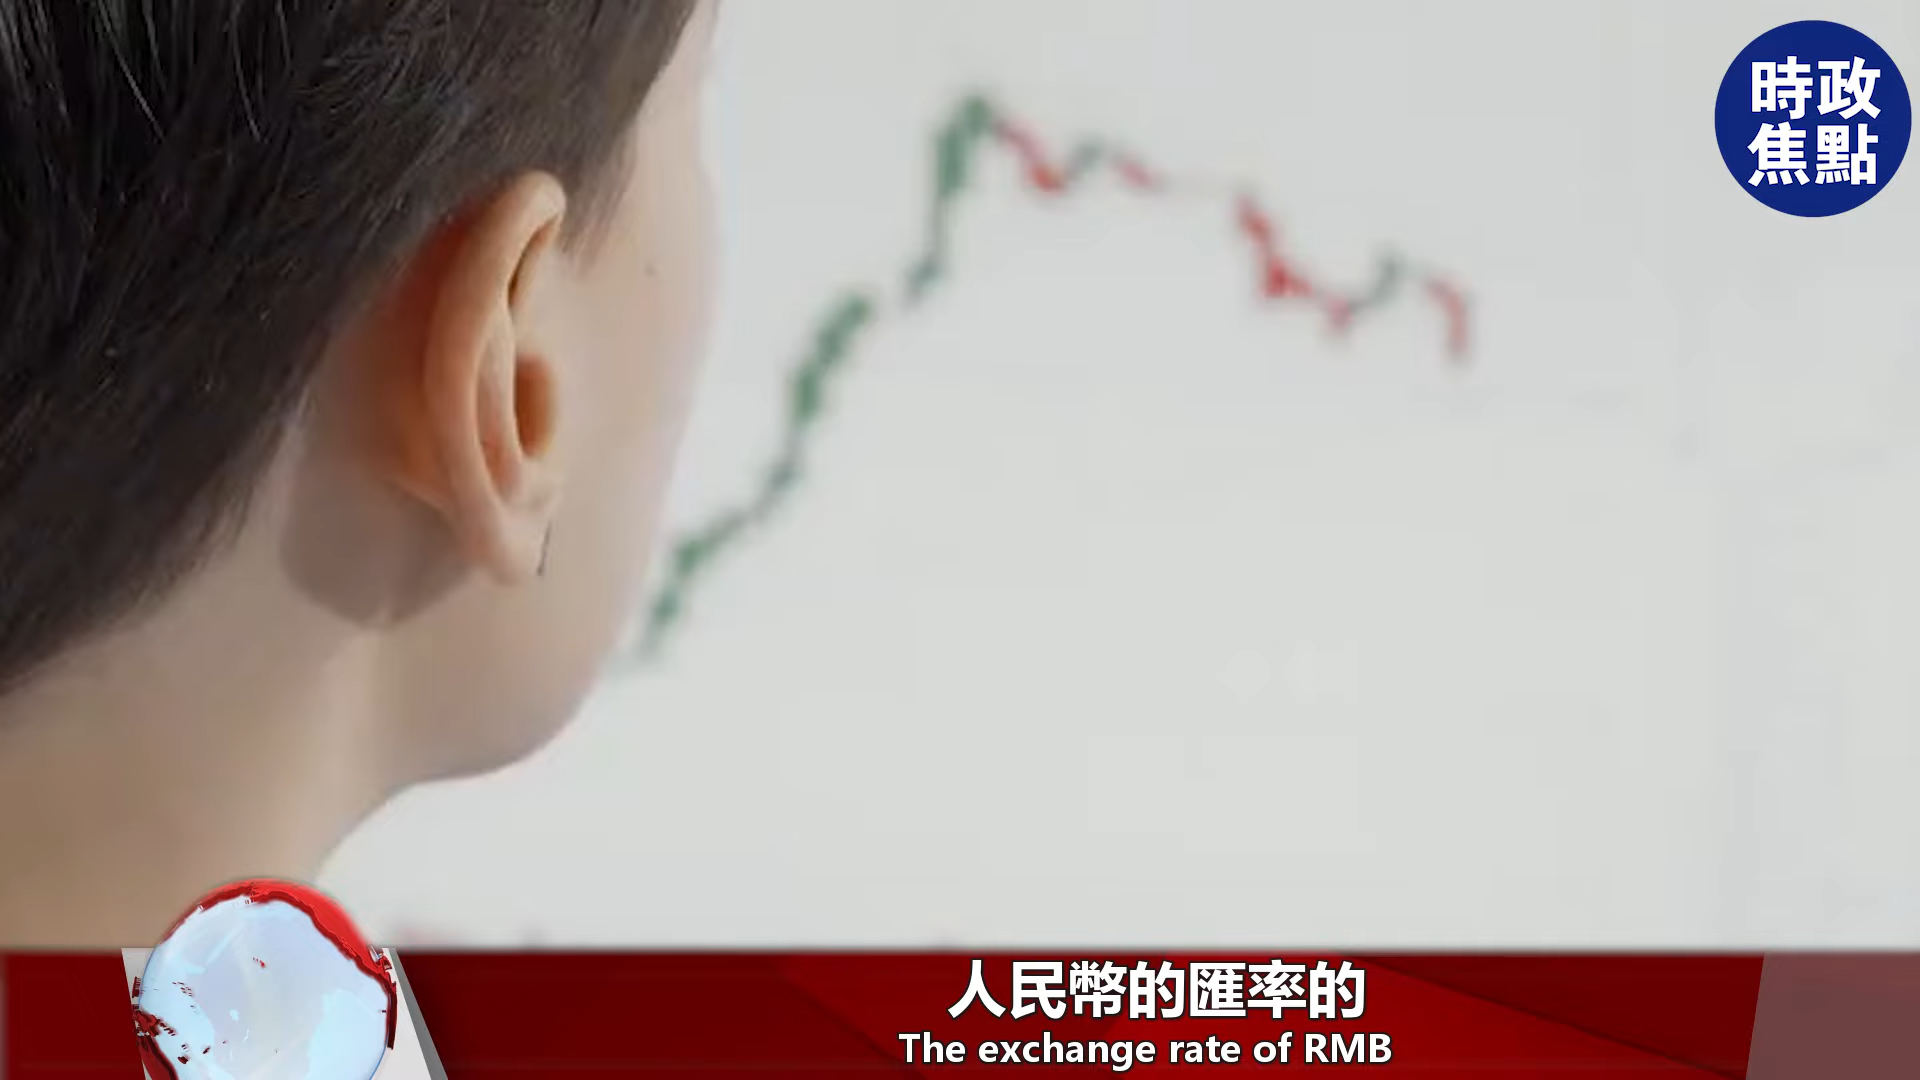 時政
焦點
人民幣的匯率的
The exchange rate of RMB